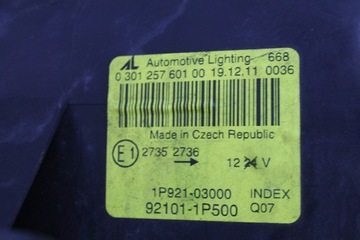 AL Automotive Lighting 668
0 301 257 601 00 19.12.11 0036
Made in Czech Republic
E1 2735 2736 → 12 24 V
1P921-03000 INDEX
92101-1P500 Q07